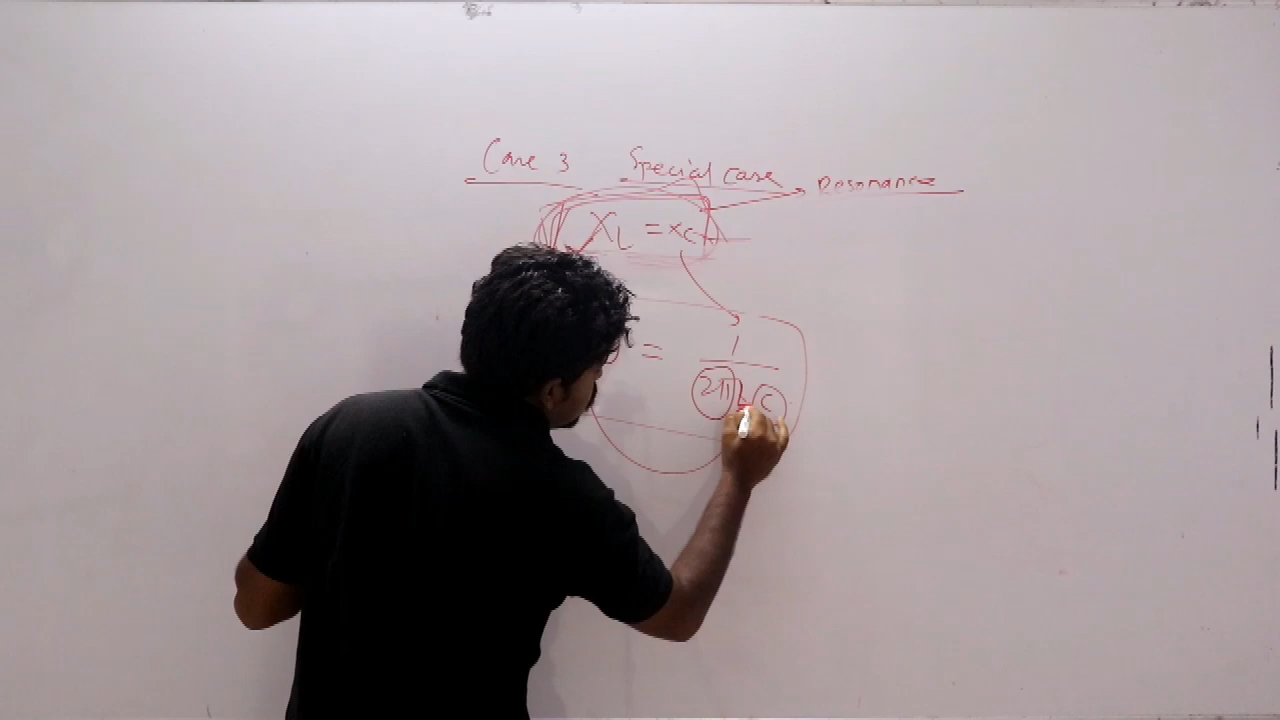 Case 3 Special case Resonance
XL = XC
= 1
2π C